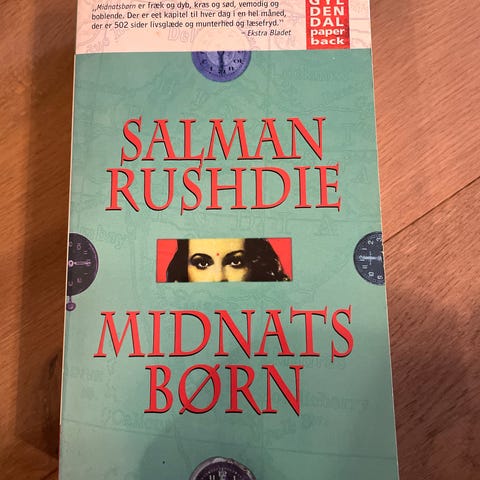 „Midnatsbørn er fræk og dyb, kras og sød, vemodig og
boblende. Der er eet kapitel til hver dag i en hel måned,
der er 502 sider livsglæde og munterhed og læsefryd.”
– Ekstra Bladet
GYL
DEN
DAL
paper
back
SALMAN
RUSHDIE
MIDNATS
BØRN